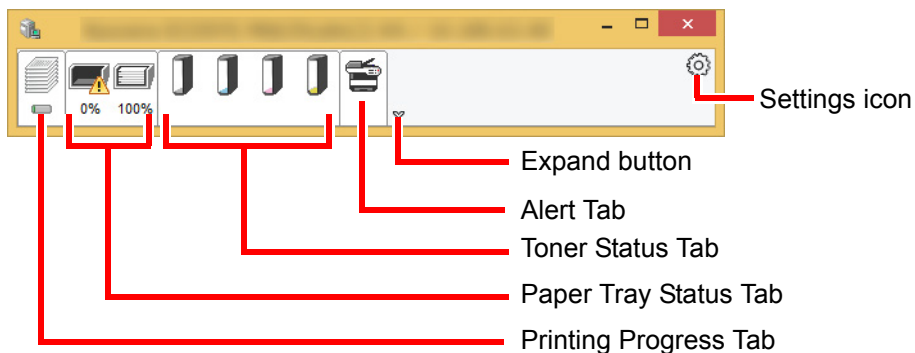 0% 100%
Settings icon
Expand button
Alert Tab
Toner Status Tab
Paper Tray Status Tab
Printing Progress Tab